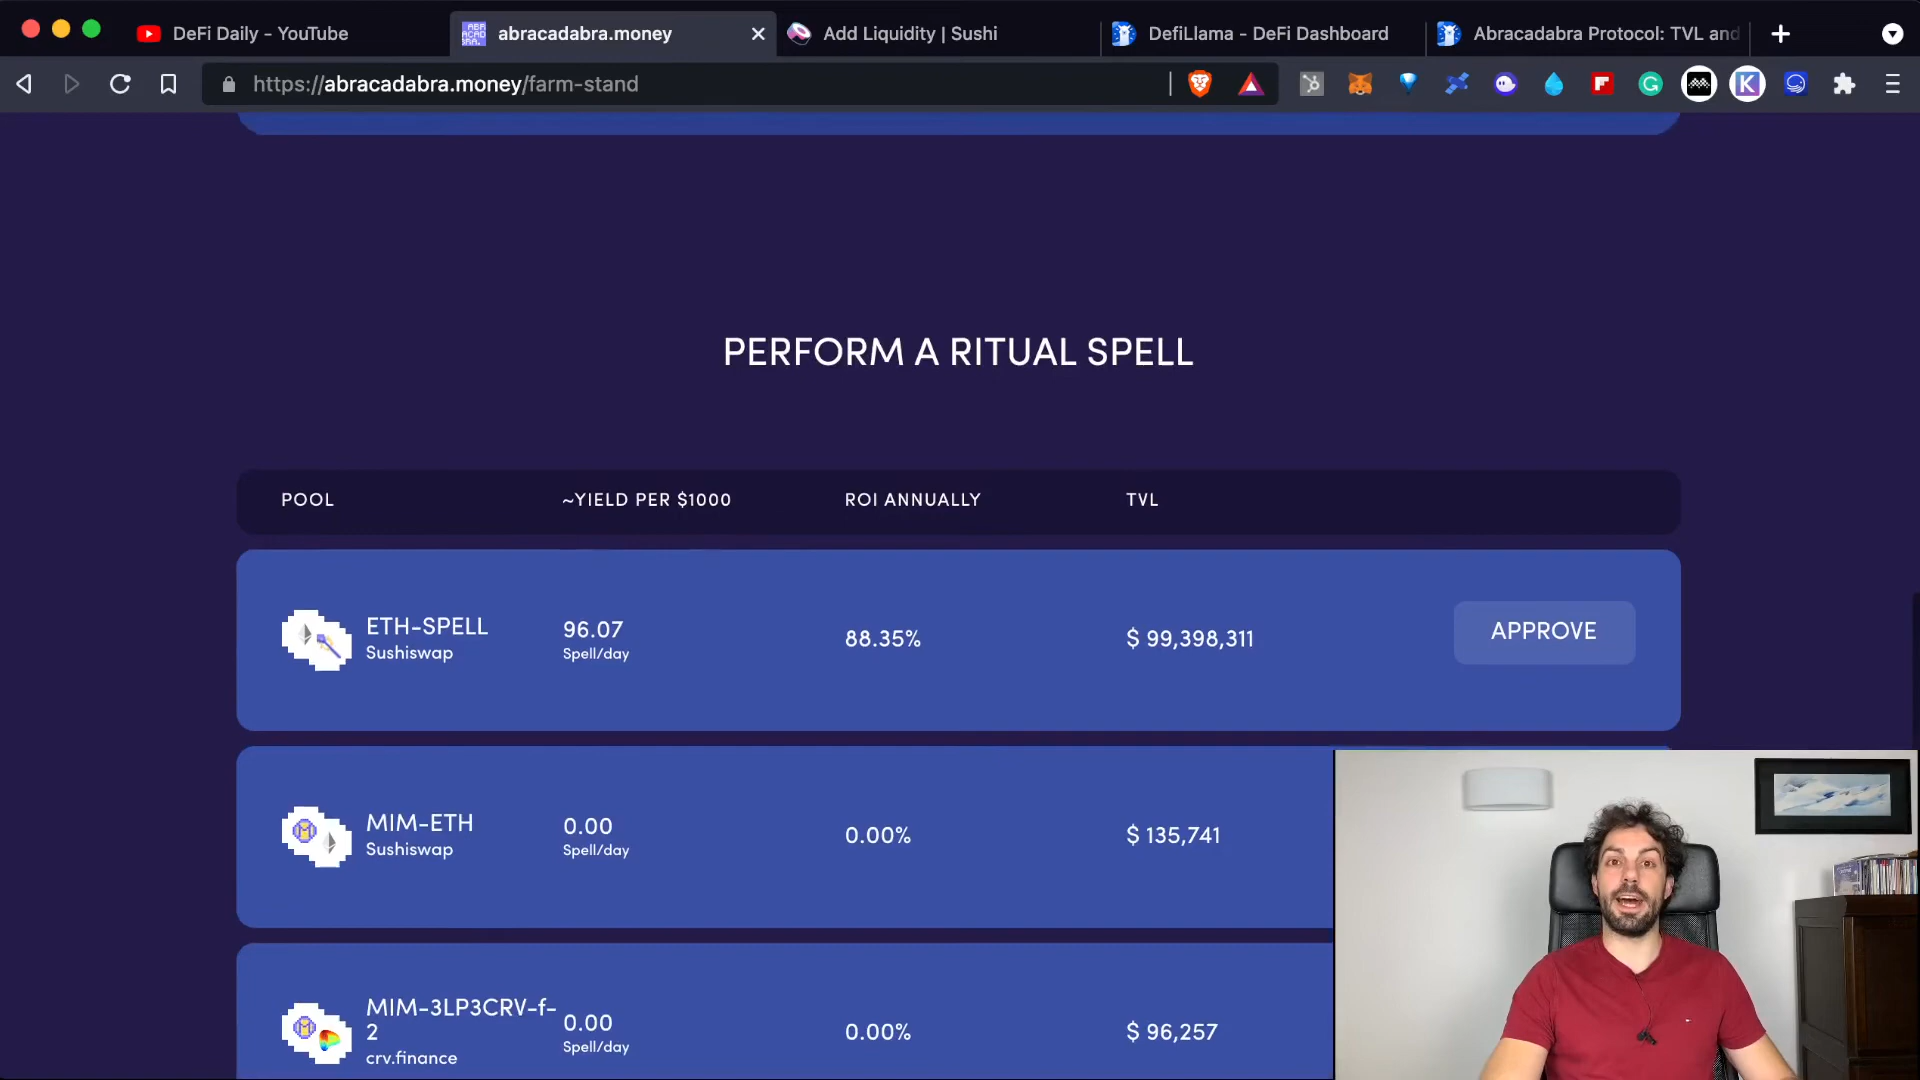 DeFi Daily - YouTube
abracadabra.money
Add Liquidity | Sushi
DefiLlama - DeFi Dashboard
Abracadabra Protocol: TVL and
https://abracadabra.money/farm-stand
PERFORM A RITUAL SPELL
POOL ~YIELD PER $1000 ROI ANNUALLY TVL
ETH-SPELL
Sushiswap
96.07
Spell/day
88.35%
$ 99,398,311
APPROVE
MIM-ETH
Sushiswap
0.00
Spell/day
0.00%
$ 135,741
MIM-3LP3CRV-f-
2
crv.finance
0.00
Spell/day
0.00%
$ 96,257